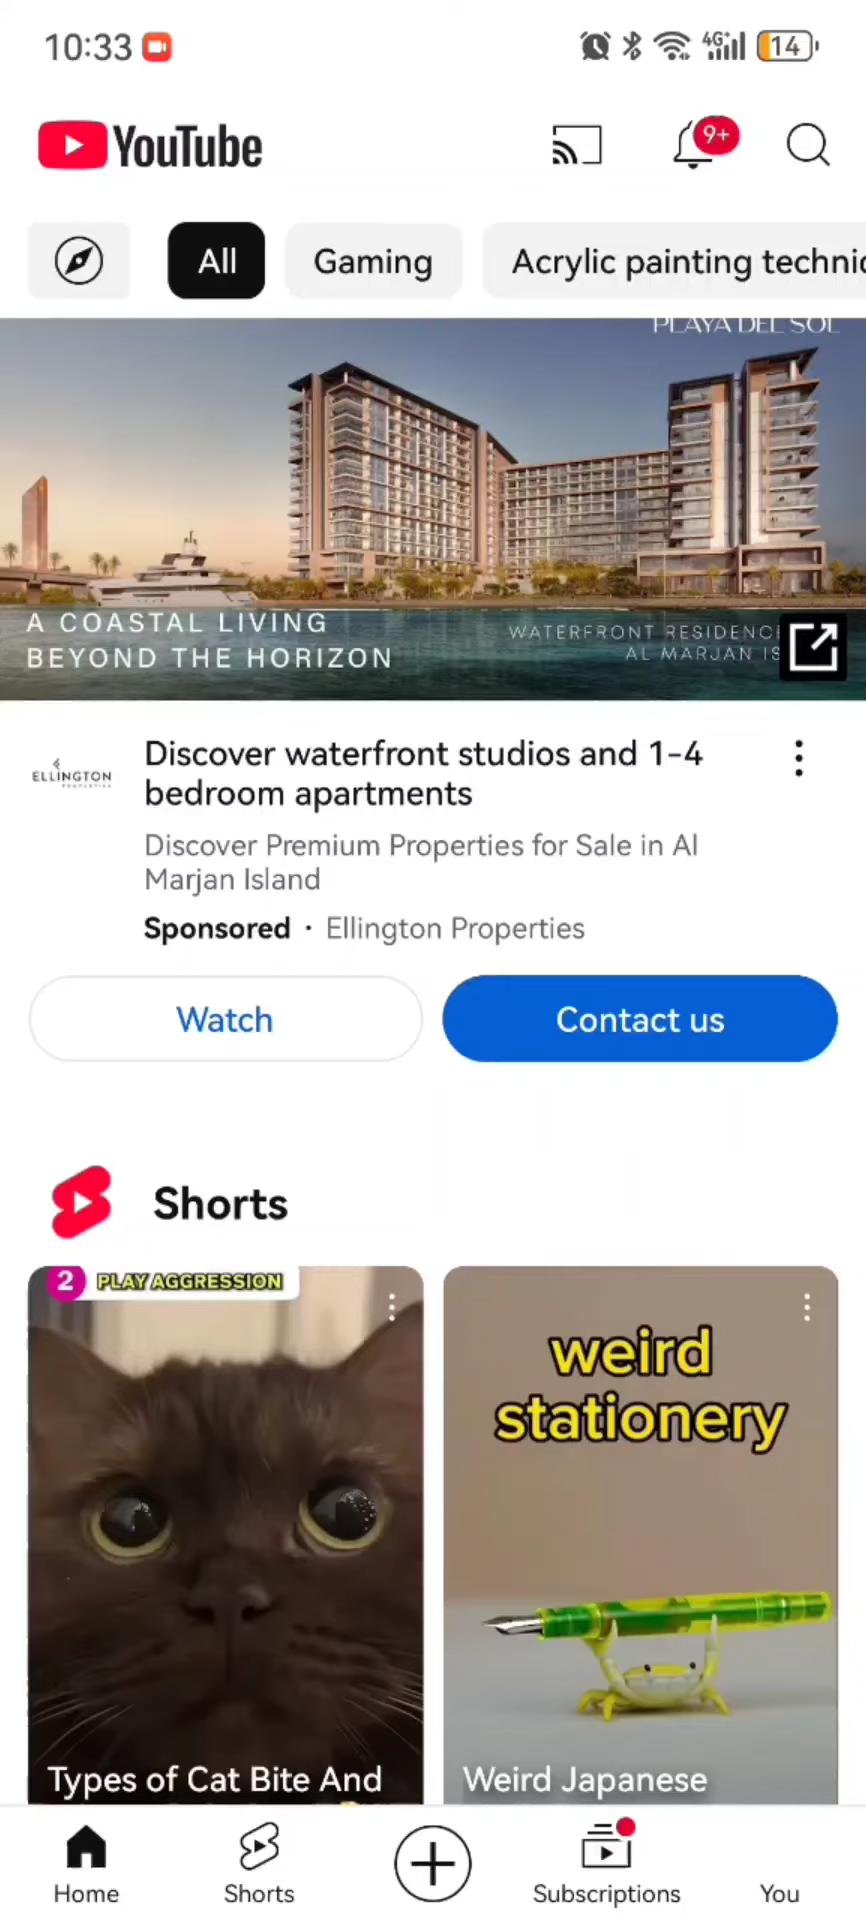 10:33
4G
14
YouTube
9+
All
Gaming
Acrylic painting
PLAYA DEL SOL
A COASTAL LIVING
BEYOND THE HORIZON
WATERFRONT
AL MARJAN
ELLINGTON
PROPERTIES
Discover waterfront studios and 1-4
bedroom apartments
Discover Premium Properties for Sale in Al
Marjan Island
Sponsored · Ellington Properties
Watch
Contact us
Shorts
2 PLAY AGGRESSION
weird
stationery
Types of Cat Bite And
Weird Japanese
Home
Shorts
Subscriptions
You